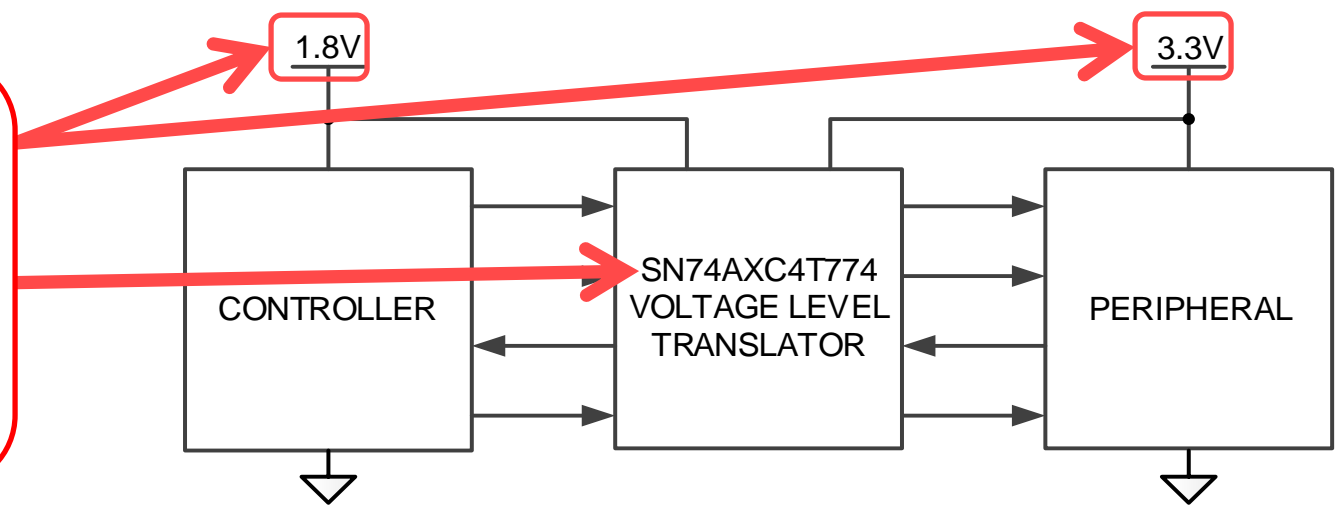 1.8V
3.3V
CONTROLLER
SN74AXC4T774
VOLTAGE LEVEL
TRANSLATOR
PERIPHERAL